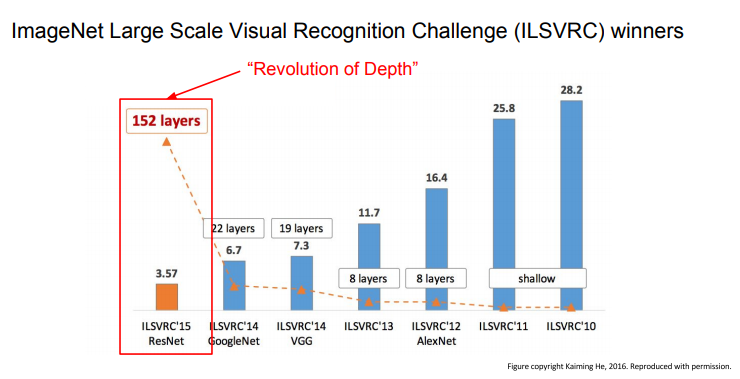 ImageNet Large Scale Visual Recognition Challenge (ILSVRC) winners
“Revolution of Depth”
152 layers
28.2
25.8
16.4
11.7
22 layers
19 layers
6.7
7.3
3.57
8 layers
8 layers
shallow
ILSVRC'15
ResNet
ILSVRC'14
GoogleNet
ILSVRC'14
VGG
ILSVRC'13
ILSVRC'12
AlexNet
ILSVRC'11
ILSVRC'10
Figure copyright Kaiming He, 2016. Reproduced with permission.